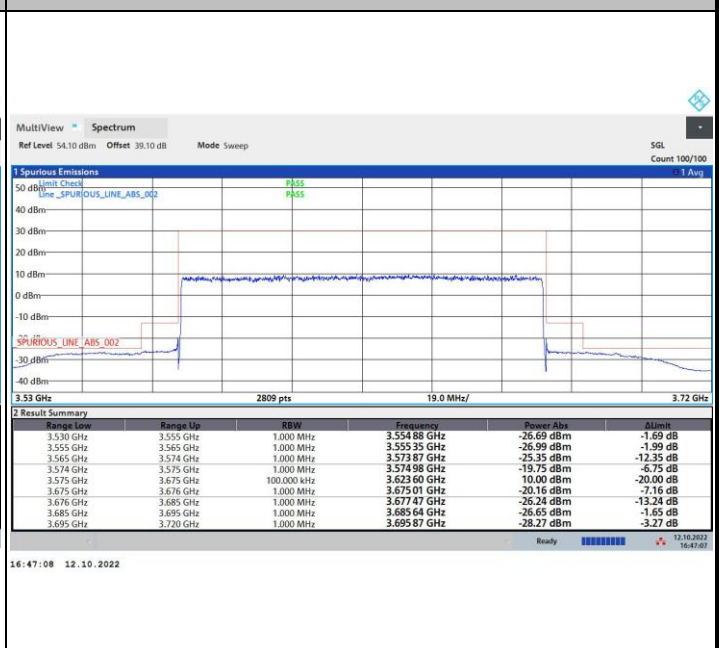 MultiView Spectrum
Ref Level 54.10 dBm Offset 39.10 dB Mode Sweep SGL
Count 100/100
1 Spurious Emissions 1 Avg
Limit Check PASS
50 dBm
Line _SPURIOUS_LINE_ABS_002 PASS
40 dBm
30 dBm
20 dBm
10 dBm
0 dBm
-10 dBm
SPURIOUS_LINE_ABS_002
-30 dBm
-40 dBm
3.53 GHz 2809 pts 19.0 MHz/ 3.72 GHz
2 Result Summary
Range Low Range Up RBW Frequency Power Abs ΔLimit
3.530 GHz 3.555 GHz 1.000 MHz 3.554 88 GHz -26.69 dBm -1.69 dB
3.555 GHz 3.565 GHz 1.000 MHz 3.555 35 GHz -26.99 dBm -1.99 dB
3.565 GHz 3.574 GHz 1.000 MHz 3.573 87 GHz -25.35 dBm -12.35 dB
3.574 GHz 3.575 GHz 1.000 MHz 3.574 98 GHz -19.75 dBm -6.75 dB
3.575 GHz 3.675 GHz 100.000 kHz 3.623 60 GHz 10.00 dBm -20.00 dB
3.675 GHz 3.676 GHz 1.000 MHz 3.675 01 GHz -20.16 dBm -7.16 dB
3.676 GHz 3.685 GHz 1.000 MHz 3.677 47 GHz -26.24 dBm -13.24 dB
3.685 GHz 3.695 GHz 1.000 MHz 3.685 64 GHz -26.65 dBm -1.65 dB
3.695 GHz 3.720 GHz 1.000 MHz 3.695 87 GHz -28.27 dBm -3.27 dB
Ready 12.10.2022
16:47:07
16:47:08 12.10.2022